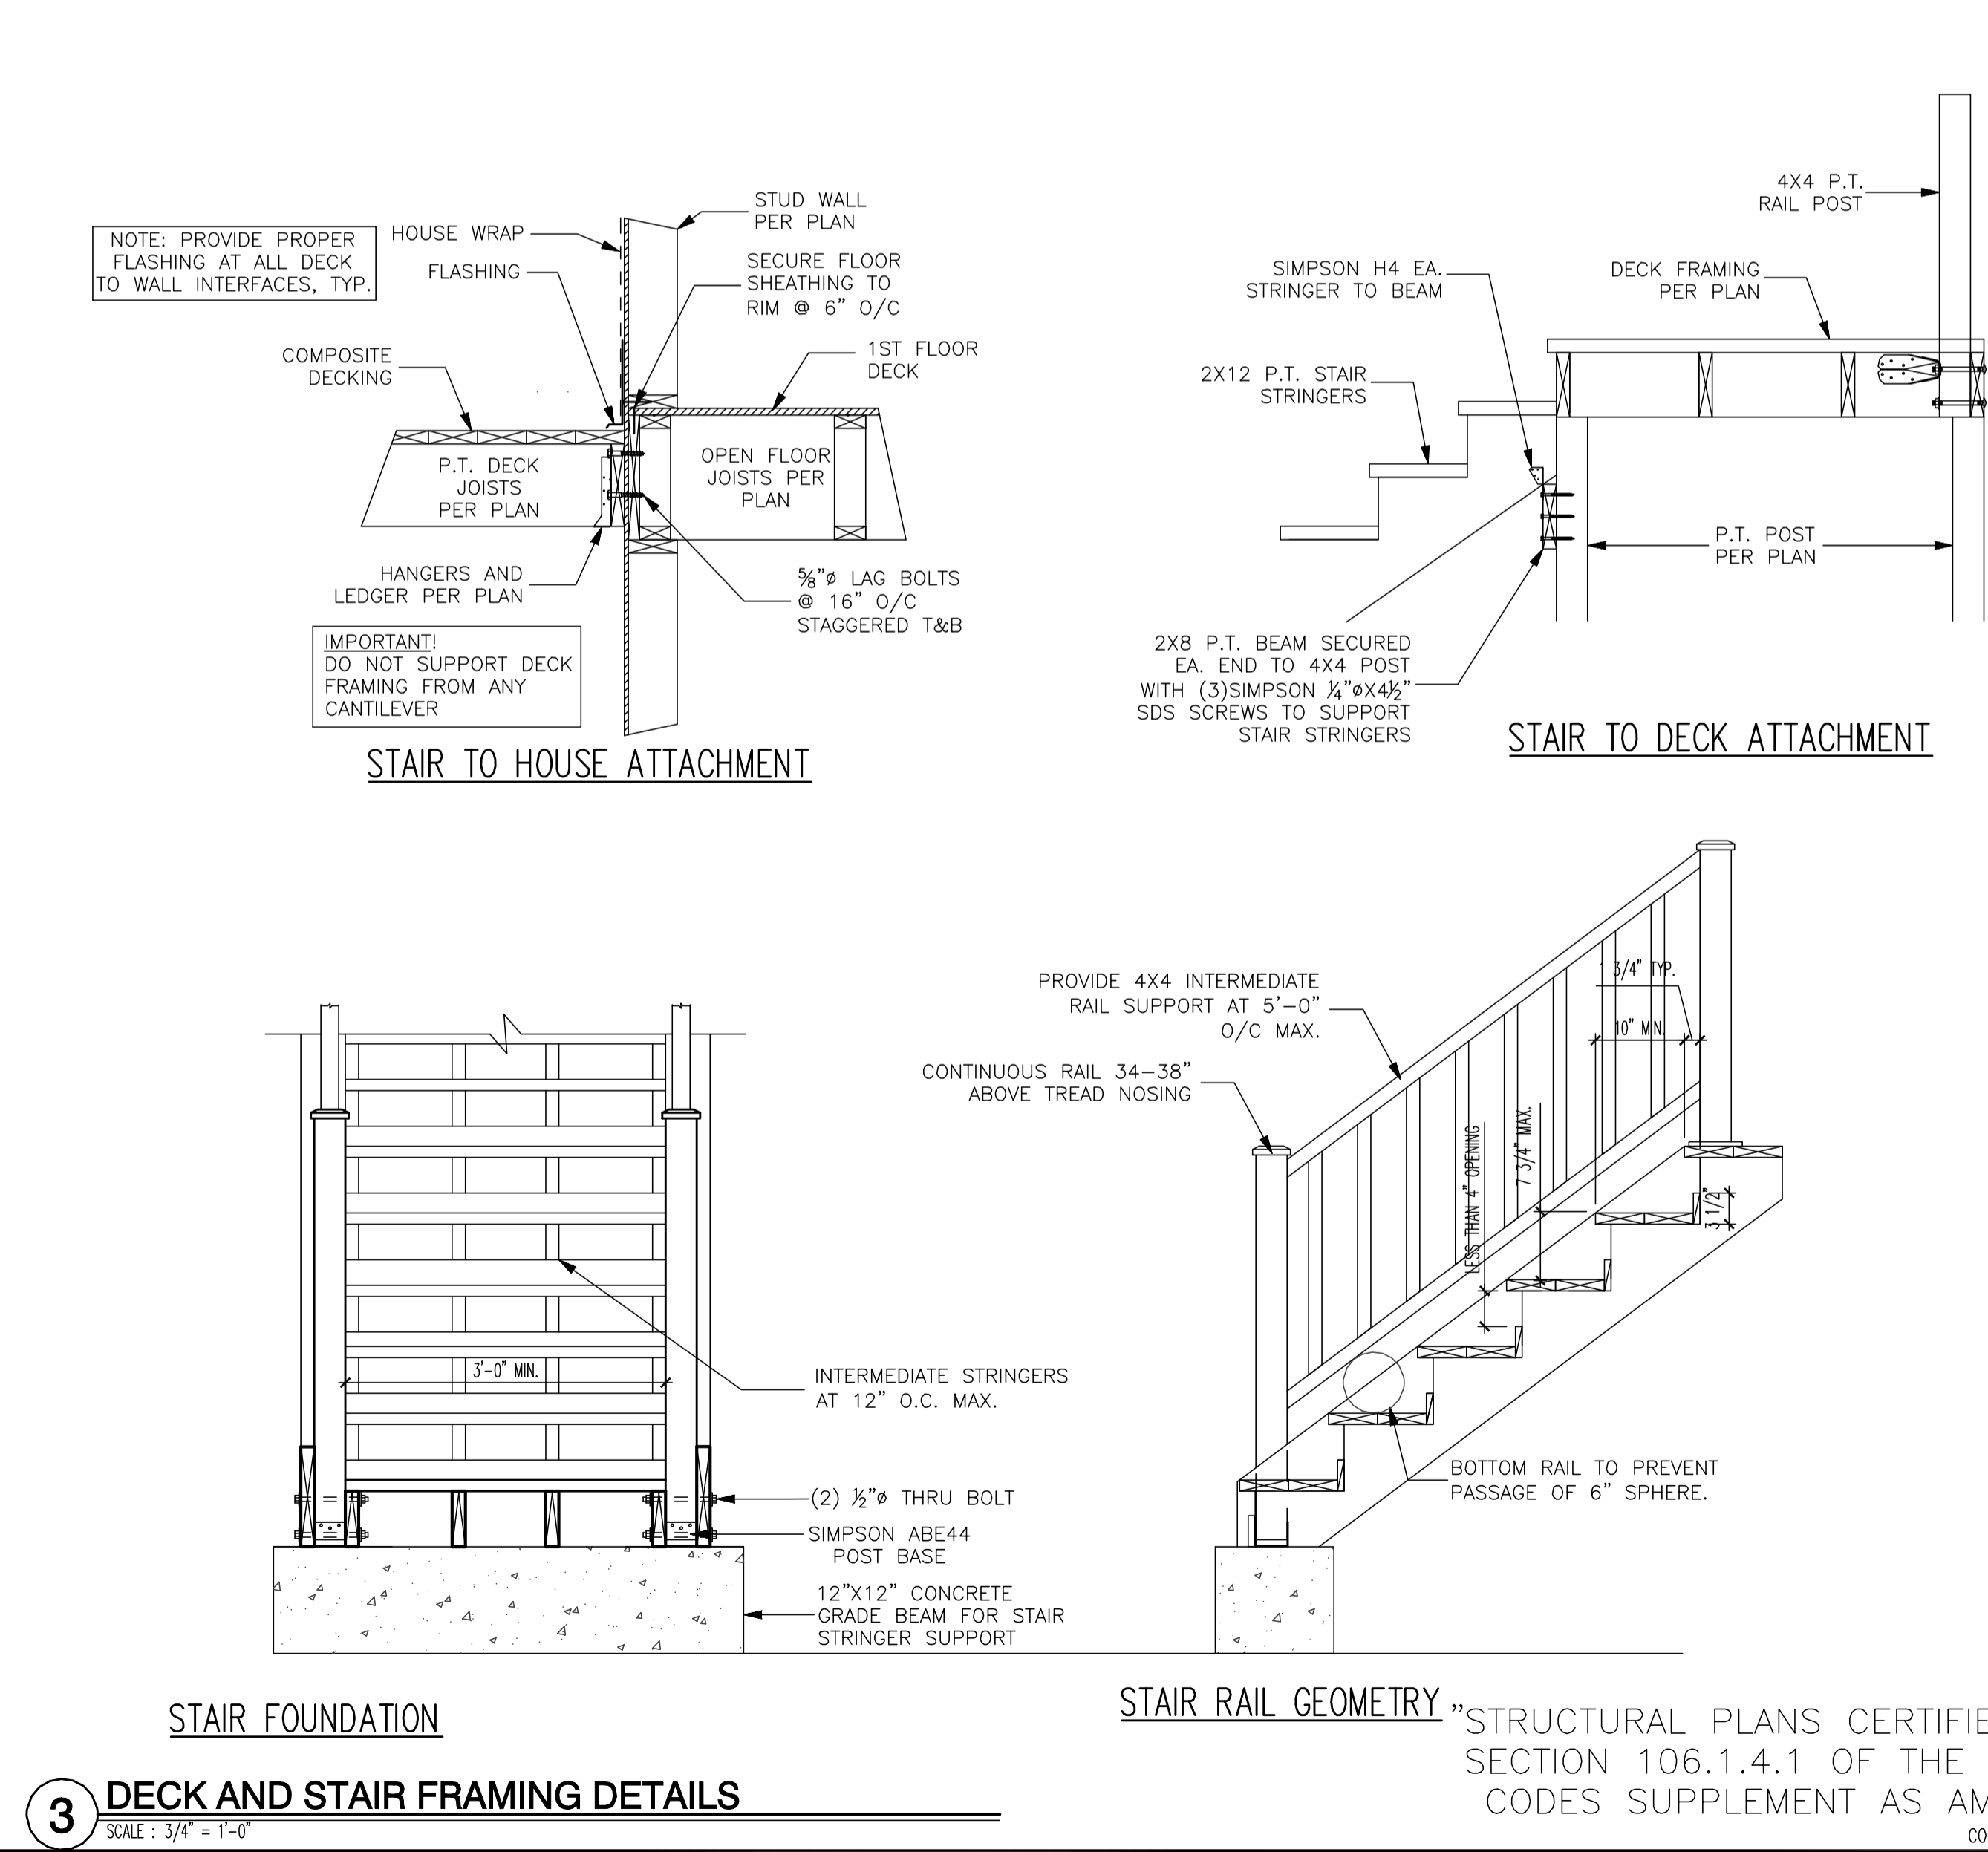 NOTE: PROVIDE PROPER
FLASHING AT ALL DECK
TO WALL INTERFACES, TYP.
HOUSE WRAP
FLASHING
STUD WALL
PER PLAN
SECURE FLOOR
SHEATHING TO
RIM @ 6" O/C
1ST FLOOR
DECK
COMPOSITE
DECKING
P.T. DECK
JOISTS
PER PLAN
OPEN FLOOR
JOISTS PER
PLAN
HANGERS AND
LEDGER PER PLAN
⅝"ø LAG BOLTS
@ 16" O/C
STAGGERED T&B
IMPORTANT!
DO NOT SUPPORT DECK
FRAMING FROM ANY
CANTILEVER
STAIR TO HOUSE ATTACHMENT
4X4 P.T.
RAIL POST
SIMPSON H4 EA.
STRINGER TO BEAM
DECK FRAMING
PER PLAN
2X12 P.T. STAIR
STRINGERS
P.T. POST
PER PLAN
2X8 P.T. BEAM SECURED
EA. END TO 4X4 POST
WITH (3)SIMPSON ¼"øX4½"
SDS SCREWS TO SUPPORT
STAIR STRINGERS
STAIR TO DECK ATTACHMENT
3'-0" MIN.
INTERMEDIATE STRINGERS
AT 12" O.C. MAX.
(2) ½"ø THRU BOLT
SIMPSON ABE44
POST BASE
12"X12" CONCRETE
GRADE BEAM FOR STAIR
STRINGER SUPPORT
STAIR FOUNDATION
PROVIDE 4X4 INTERMEDIATE
RAIL SUPPORT AT 5'-0"
O/C MAX.
CONTINUOUS RAIL 34-38"
ABOVE TREAD NOSING
1 3/4" TYP.
10" MIN.
7 3/4" MAX.
LESS THAN 4" OPENING
3 1/2"
BOTTOM RAIL TO PREVENT
PASSAGE OF 6" SPHERE.
STAIR RAIL GEOMETRY
"STRUCTURAL PLANS CERTIFIE
SECTION 106.1.4.1 OF THE
CODES SUPPLEMENT AS AM
CO
3 DECK AND STAIR FRAMING DETAILS
SCALE : 3/4" = 1'-0"